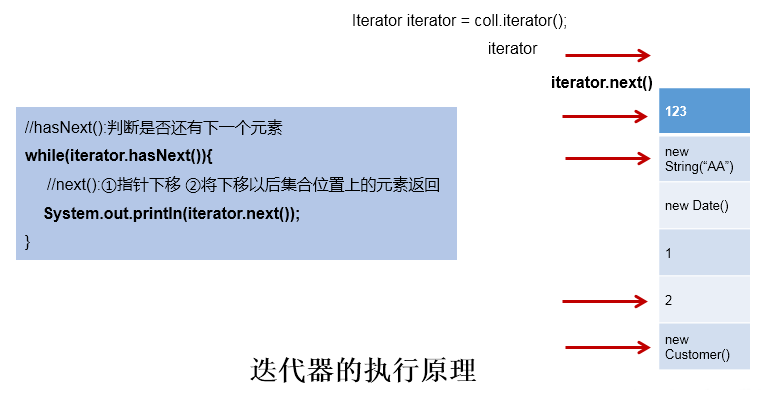 Iterator iterator = coll.iterator();
iterator
iterator.next()
//hasNext():判断是否还有下一个元素
while(iterator.hasNext()){
//next():①指针下移 ②将下移以后集合位置上的元素返回
System.out.println(iterator.next());
}
123
new
String(“AA”)
new Date()
1
2
new
Customer()
迭代器的执行原理